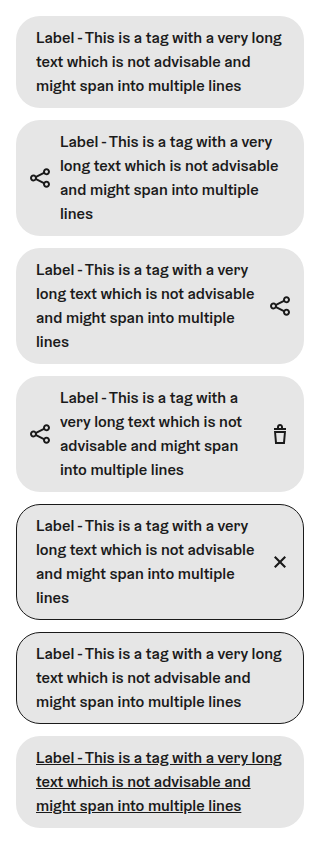 Label - This is a tag with a very long
text which is not advisable and
might span into multiple lines
Label - This is a tag with a very
long text which is not advisable
and might span into multiple
lines
Label - This is a tag with a very
long text which is not advisable
and might span into multiple
lines
Label - This is a tag with a
very long text which is not
advisable and might span
into multiple lines
Label - This is a tag with a very
long text which is not advisable
and might span into multiple
lines
Label - This is a tag with a very long
text which is not advisable and
might span into multiple lines
Label - This is a tag with a very long
text which is not advisable and
might span into multiple lines